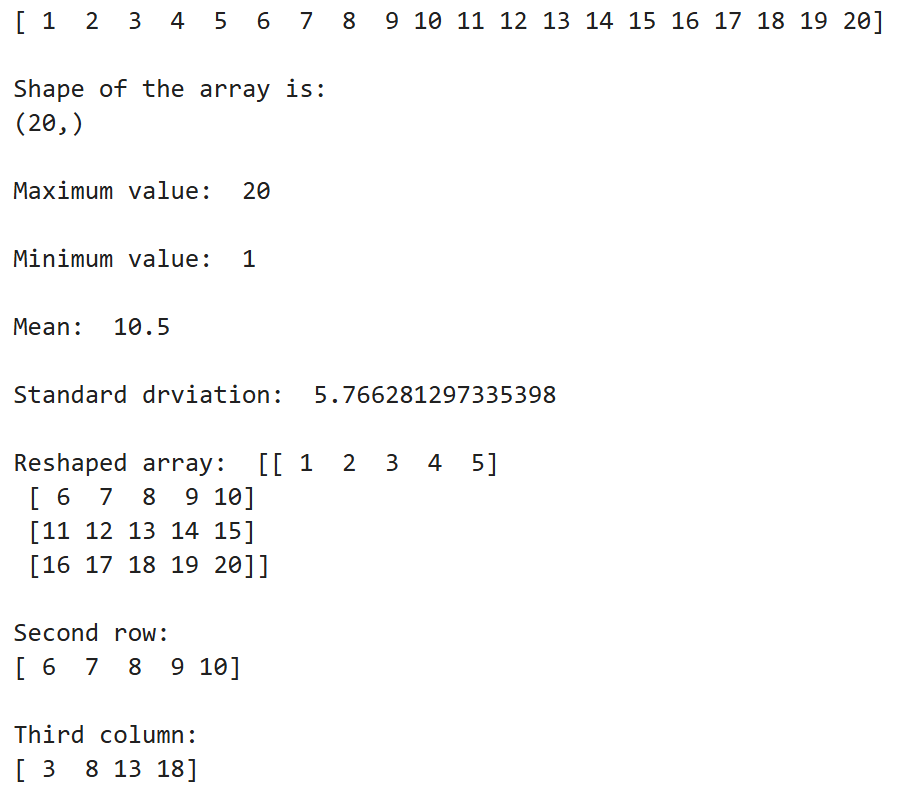 [ 1  2  3  4  5  6  7  8  9 10 11 12 13 14 15 16 17 18 19 20]
Shape of the array is:
(20,)
Maximum value:  20
Minimum value:  1
Mean:  10.5
Standard drviation:  5.766281297335398
Reshaped array:  [[ 1  2  3  4  5]
 [ 6  7  8  9 10]
 [11 12 13 14 15]
 [16 17 18 19 20]]
Second row:
[ 6  7  8  9 10]
Third column:
[ 3  8 13 18]